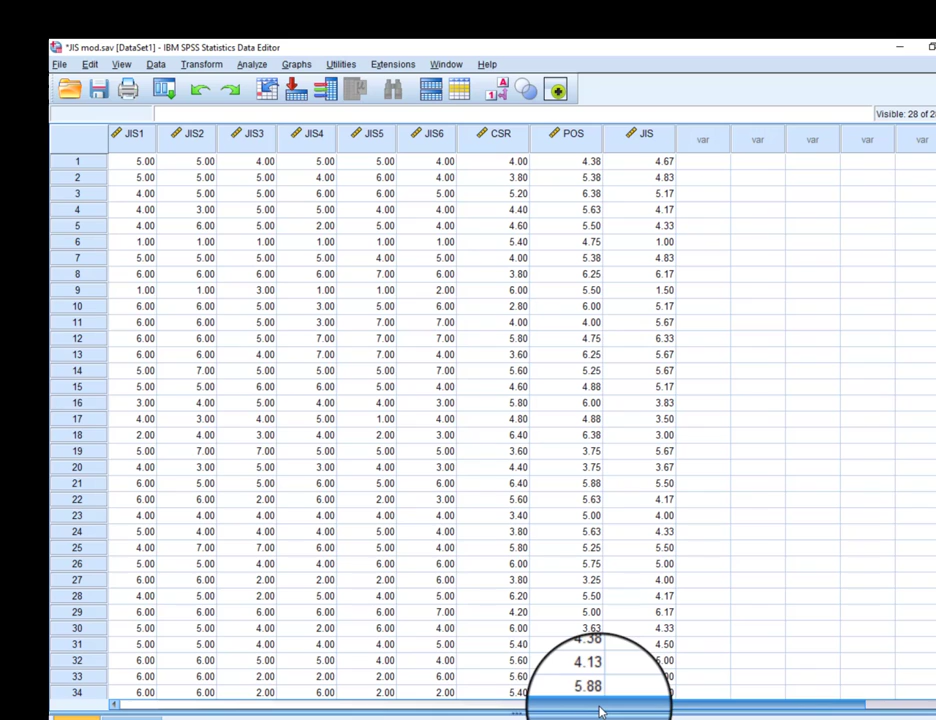 *JIS mod.sav [DataSet1] - IBM SPSS Statistics Data Editor
File Edit View Data Transform Analyze Graphs Utilities Extensions Window Help
Visible: 28 of 2
JIS1 JIS2 JIS3 JIS4 JIS5 JIS6 CSR POS JIS var var var var var
1 5.00 5.00 4.00 5.00 5.00 4.00 4.00 4.38 4.67
2 5.00 5.00 5.00 4.00 6.00 4.00 3.80 5.38 4.83
3 4.00 5.00 5.00 6.00 6.00 5.00 5.20 6.38 5.17
4 4.00 3.00 5.00 5.00 4.00 4.00 4.40 5.63 4.17
5 4.00 6.00 5.00 2.00 5.00 4.00 4.60 5.50 4.33
6 1.00 1.00 1.00 1.00 1.00 1.00 5.40 4.75 1.00
7 5.00 5.00 5.00 5.00 4.00 5.00 4.00 5.38 4.83
8 6.00 6.00 6.00 6.00 7.00 6.00 3.80 6.25 6.17
9 1.00 1.00 3.00 1.00 1.00 2.00 6.00 5.50 1.50
10 6.00 6.00 5.00 3.00 5.00 6.00 2.80 6.00 5.17
11 6.00 6.00 5.00 3.00 7.00 7.00 4.00 4.00 5.67
12 6.00 6.00 5.00 7.00 7.00 7.00 5.80 4.75 6.33
13 6.00 6.00 4.00 7.00 7.00 4.00 3.60 6.25 5.67
14 5.00 7.00 5.00 5.00 5.00 7.00 5.60 5.25 5.67
15 5.00 5.00 6.00 6.00 5.00 4.00 4.60 4.88 5.17
16 3.00 4.00 5.00 4.00 4.00 3.00 5.80 6.00 3.83
17 4.00 3.00 4.00 5.00 1.00 4.00 4.80 4.88 3.50
18 2.00 4.00 3.00 4.00 2.00 3.00 6.40 6.38 3.00
19 5.00 7.00 7.00 5.00 5.00 5.00 3.60 3.75 5.67
20 4.00 3.00 5.00 3.00 4.00 3.00 4.40 3.75 3.67
21 6.00 5.00 5.00 6.00 5.00 6.00 6.40 5.88 5.50
22 6.00 6.00 2.00 6.00 2.00 3.00 5.60 5.63 4.17
23 4.00 4.00 4.00 4.00 4.00 4.00 3.40 5.00 4.00
24 5.00 4.00 4.00 4.00 5.00 4.00 3.80 5.63 4.33
25 4.00 7.00 7.00 6.00 5.00 4.00 5.80 5.25 5.50
26 5.00 5.00 4.00 4.00 6.00 6.00 6.00 5.75 5.00
27 6.00 6.00 2.00 2.00 2.00 6.00 3.80 3.25 4.00
28 4.00 5.00 2.00 5.00 4.00 5.00 6.20 5.50 4.17
29 6.00 6.00 6.00 6.00 6.00 7.00 4.20 5.00 6.17
30 5.00 5.00 4.00 2.00 6.00 4.00 6.00 3.63 4.33
31 5.00 5.00 4.00 4.00 4.00 5.00 5.40 4.38 4.50
32 6.00 6.00 5.00 5.00 4.00 4.00 5.60 4.13 5.00
33 6.00 6.00 2.00 2.00 2.00 6.00 5.60 5.88
34 6.00 6.00 2.00 6.00 2.00 2.00 5.40